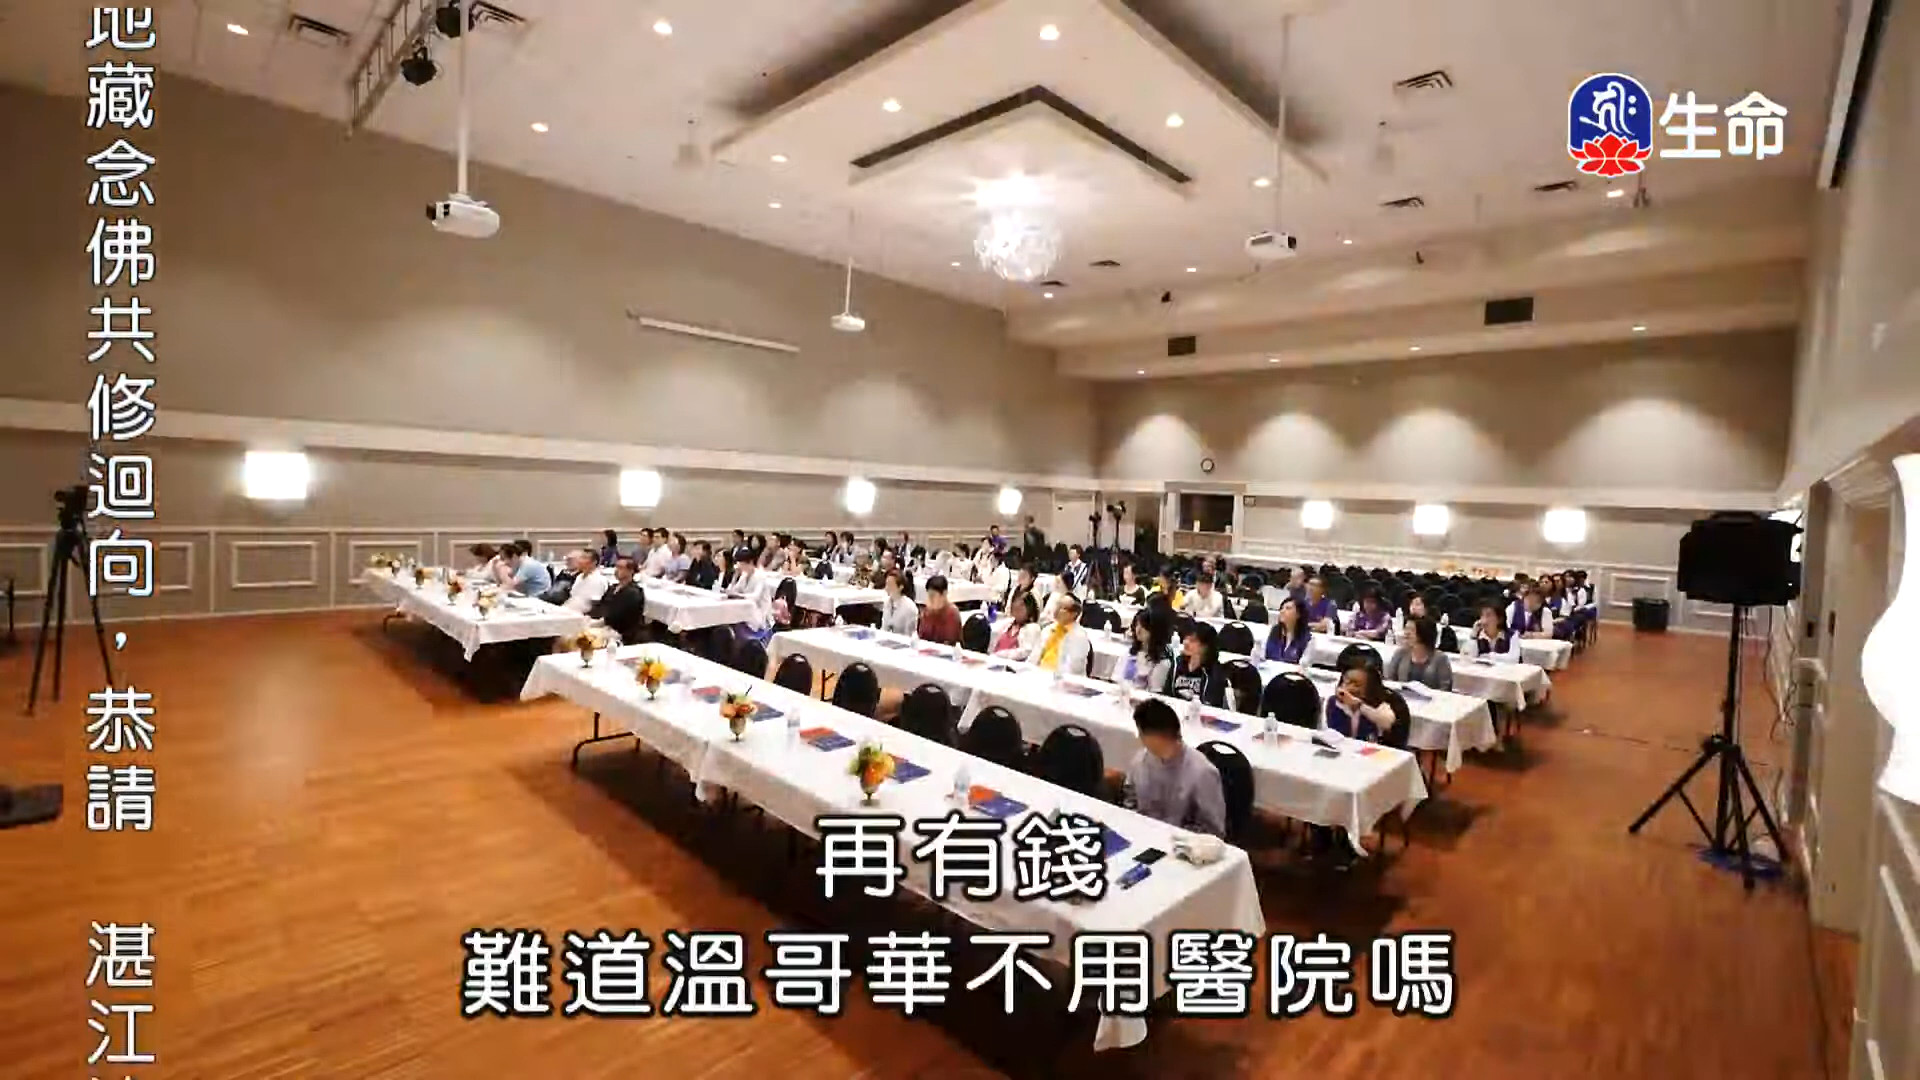 地藏念佛共修迴向，恭請 湛江
生命
再有錢
難道溫哥華不用醫院嗎